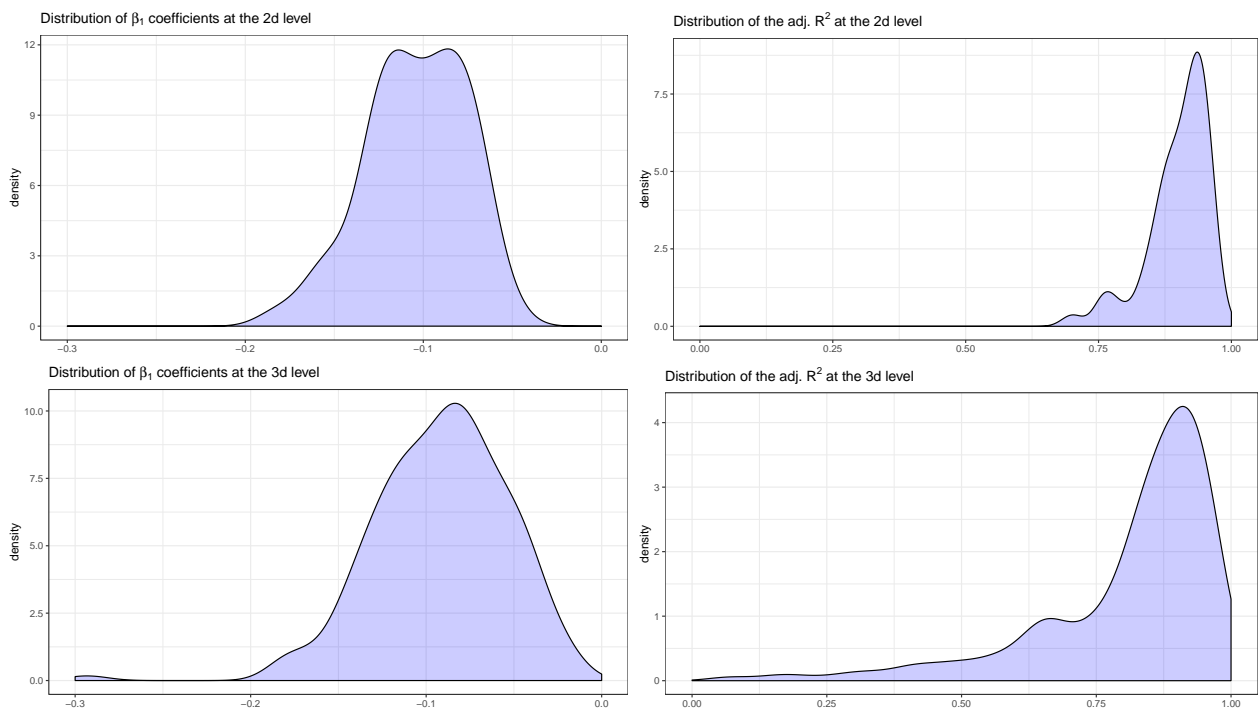 Distribution of β₁ coefficients at the 2d level
density
12
9
6
3
0
−0.3 −0.2 −0.1 0.0
Distribution of the adj. R² at the 2d level
density
7.5
5.0
2.5
0.0
0.00 0.25 0.50 0.75 1.00
Distribution of β₁ coefficients at the 3d level
density
10.0
7.5
5.0
2.5
0.0
−0.3 −0.2 −0.1 0.0
Distribution of the adj. R² at the 3d level
density
4
3
2
1
0
0.00 0.25 0.50 0.75 1.00